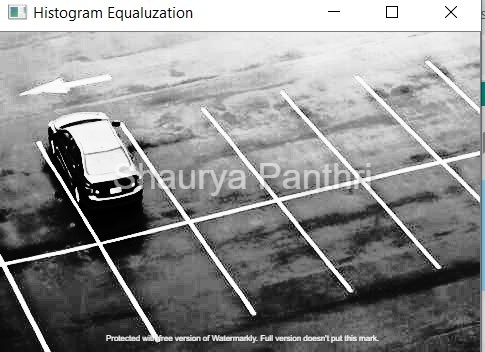 Histogram Equaluzation
Shaurya Panthri
Protected with free version of Watermarkly. Full version doesn't put this mark.